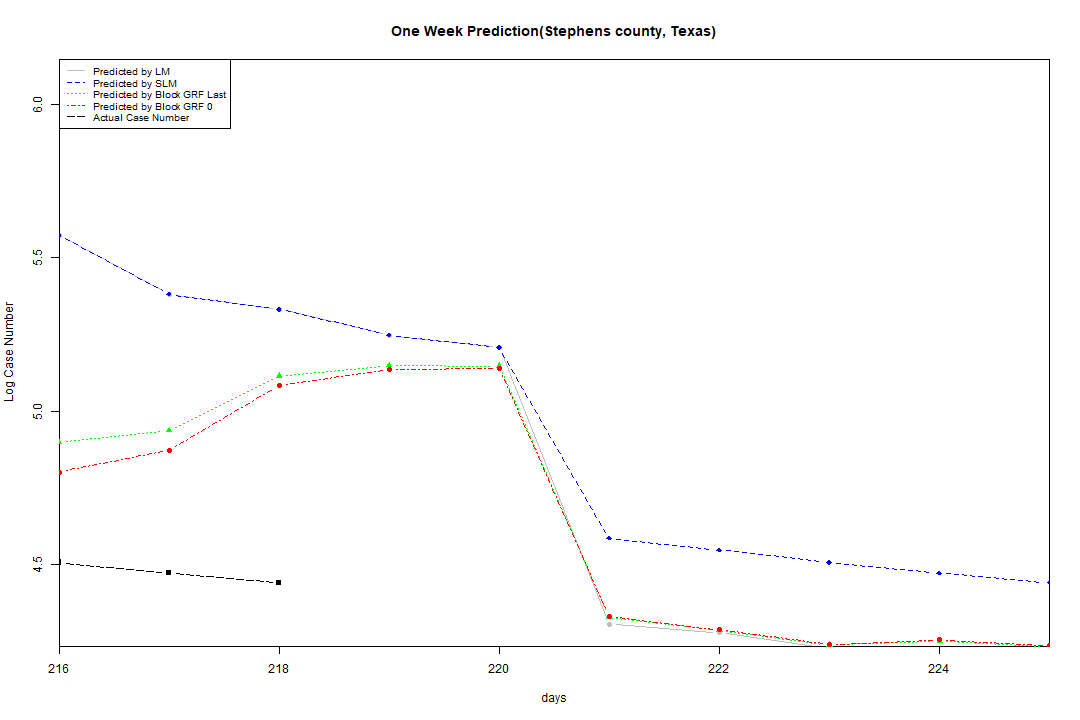 One Week Prediction(Stephens county, Texas)
Predicted by LM
Predicted by SLM
Predicted by Block GRF Last
Predicted by Block GRF 0
Actual Case Number
6.0
5.5
5.0
4.5
Log Case Number
216
218
220
222
224
days